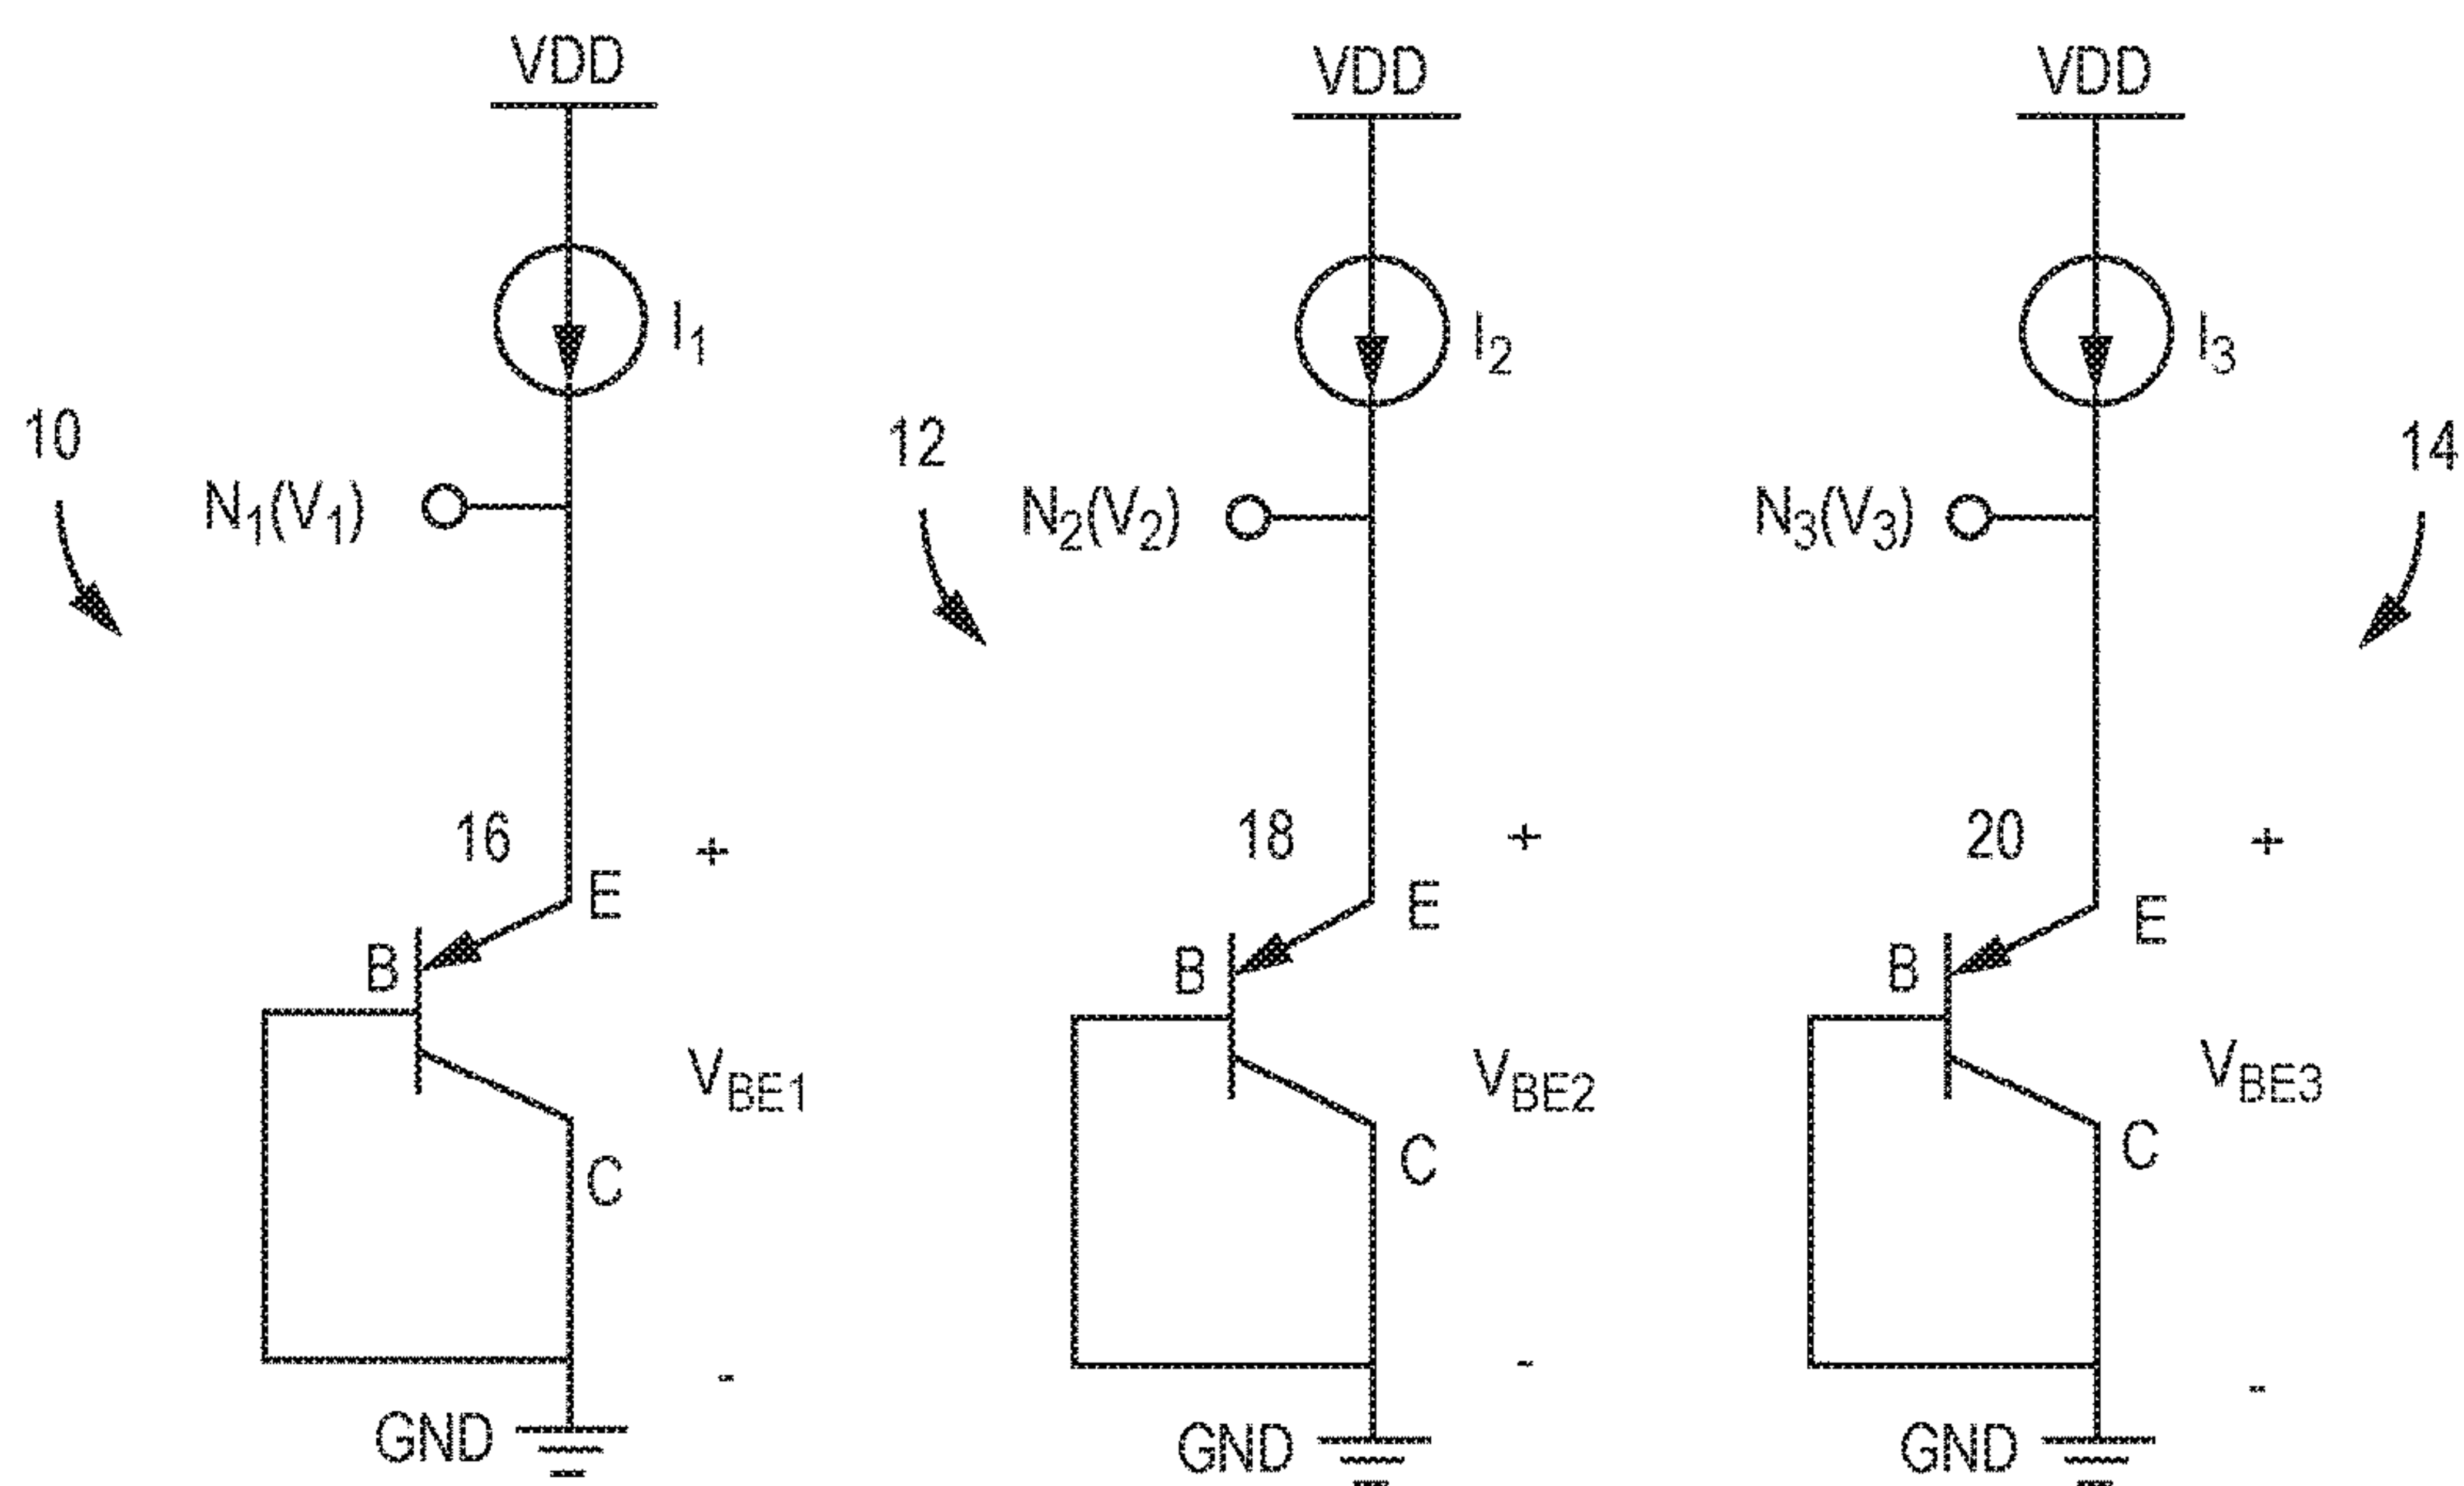 VDD
VDD
VDD
I1
I2
I3
10
12
14
N1(V1)
N2(V2)
N3(V3)
16
+
18
+
20
+
E
E
E
B
B
B
VBE1
VBE2
VBE3
C
C
C
-
-
-
GND
GND
GND